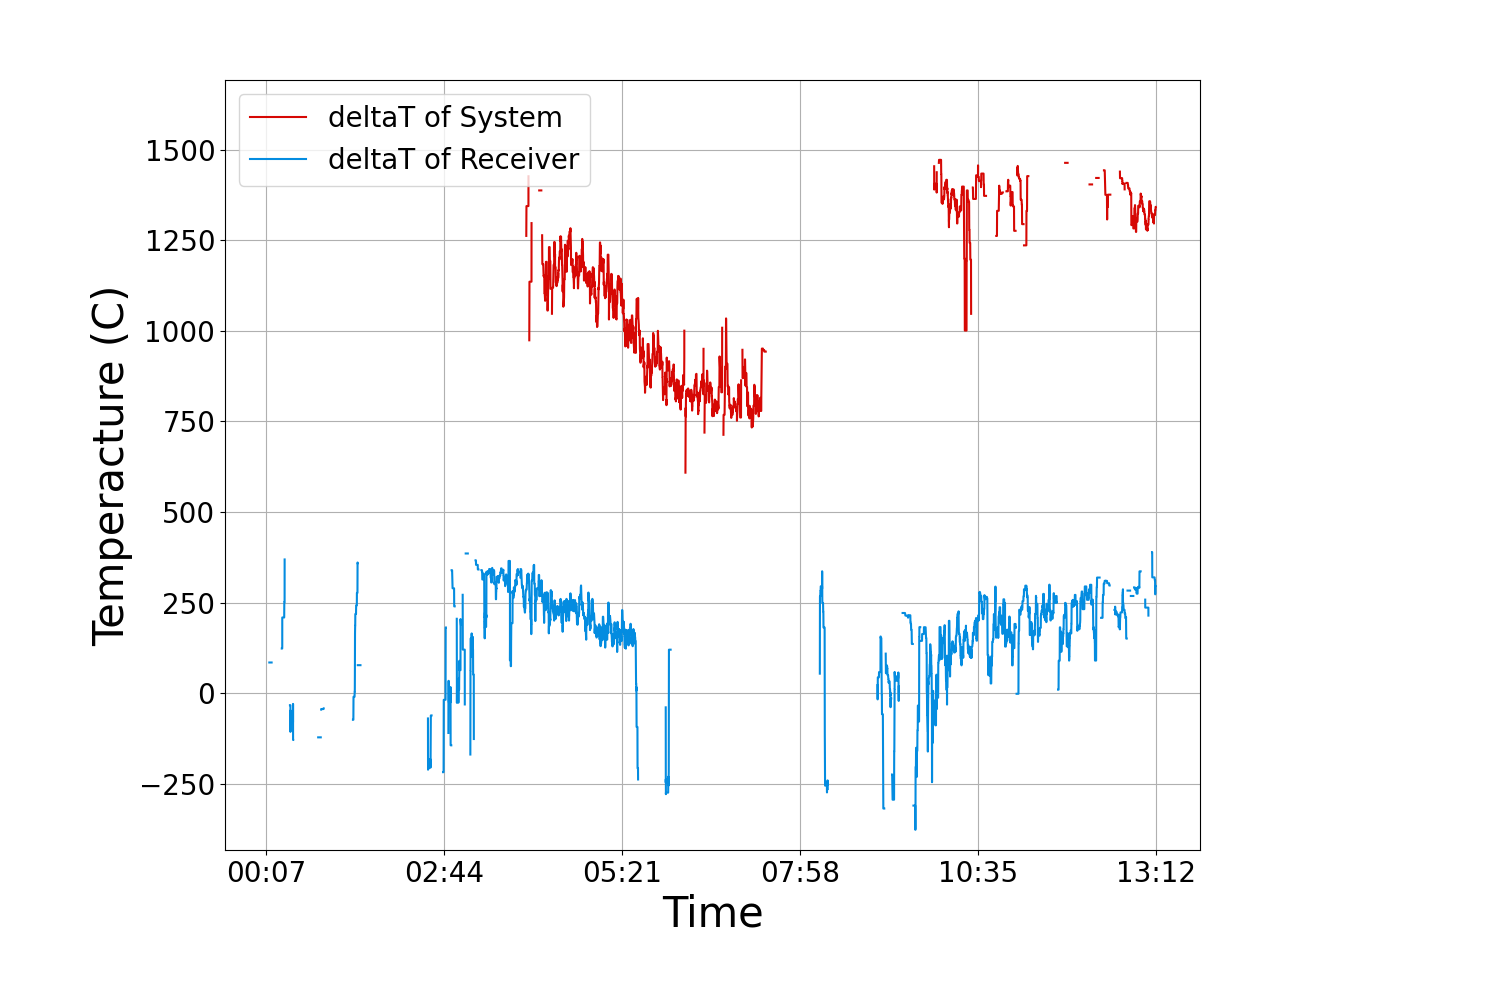 deltaT of System
deltaT of Receiver
1500
1250
1000
750
500
250
0
−250
Temperacture (C)
00:07 02:44 05:21 07:58 10:35 13:12
Time